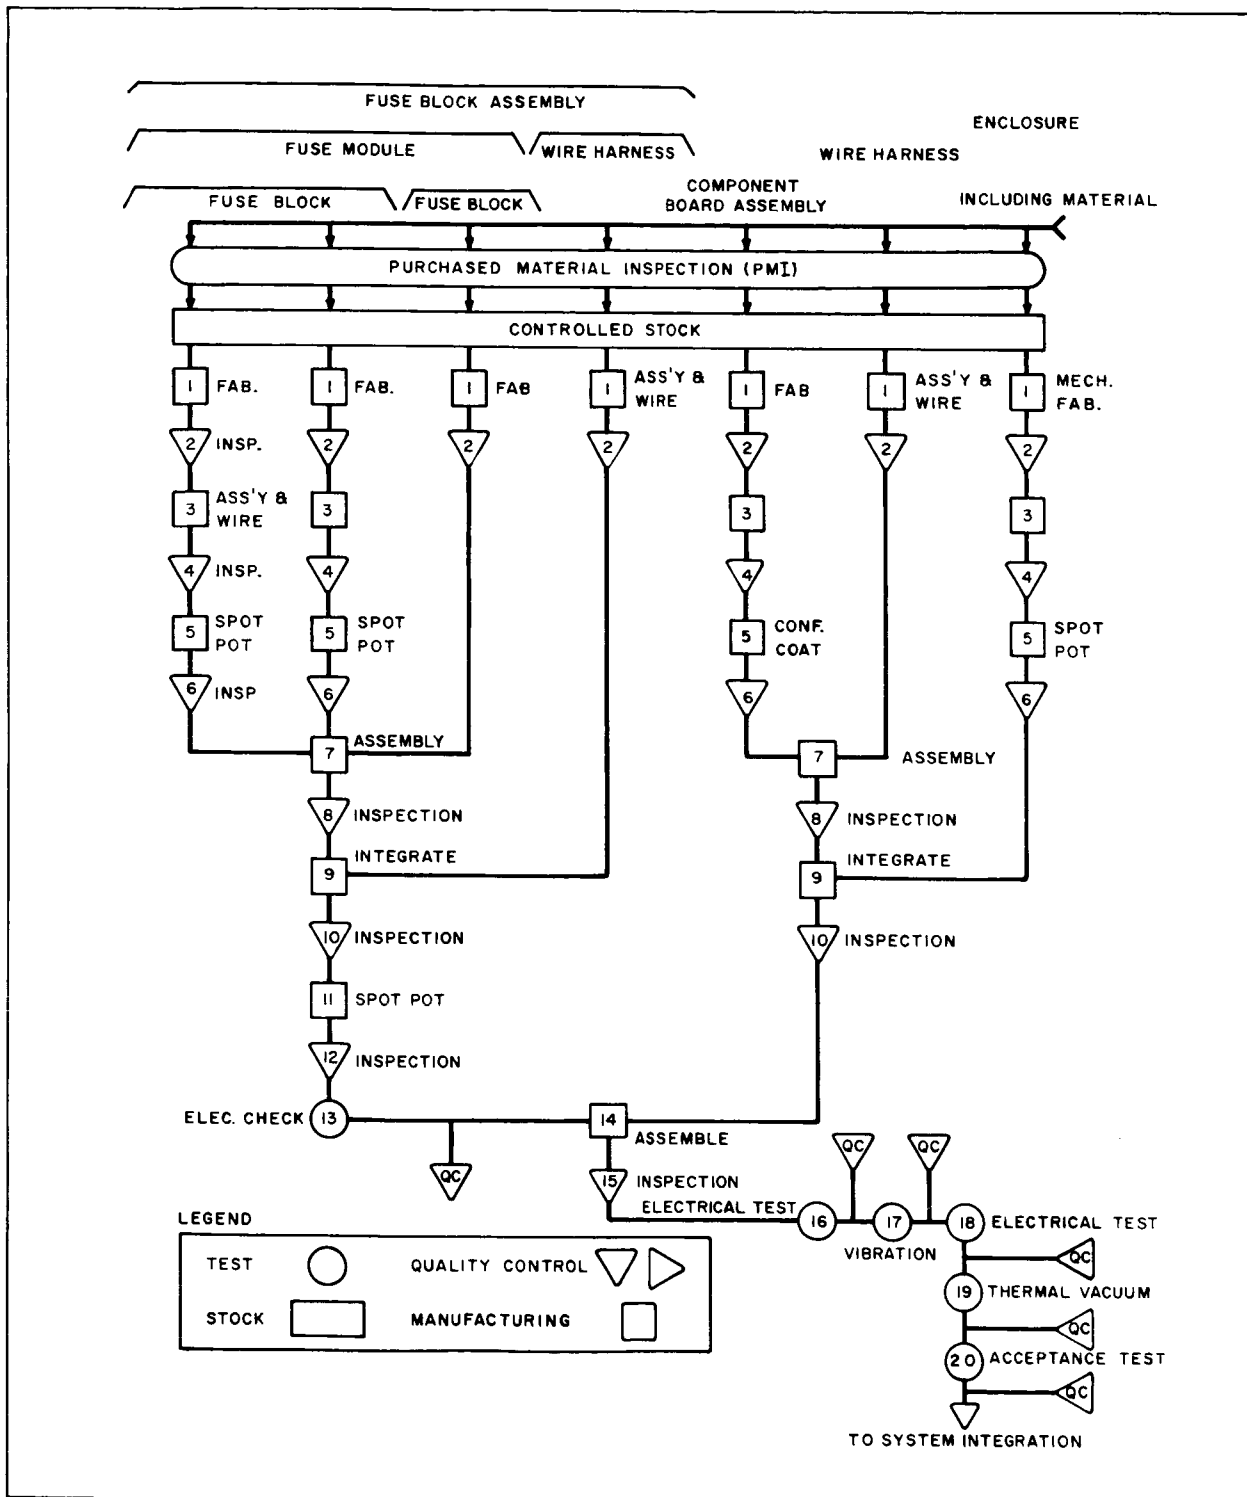 FUSE BLOCK ASSEMBLY
ENCLOSURE
FUSE MODULE
WIRE HARNESS
WIRE HARNESS
FUSE BLOCK
FUSE BLOCK
COMPONENT
BOARD ASSEMBLY
INCLUDING MATERIAL
PURCHASED MATERIAL INSPECTION (PMI)
CONTROLLED STOCK
1 FAB.
1 FAB.
1 FAB
1 ASS'Y &
WIRE
1 FAB
1 ASS'Y &
WIRE
1 MECH.
FAB.
2 INSP.
2
2
2
2
2
2
3 ASS'Y &
WIRE
3
3
3
4 INSP.
4
4
4
5 SPOT
POT
5 SPOT
POT
5 CONF.
COAT
5 SPOT
POT
6 INSP
6
6
6
7 ASSEMBLY
7 ASSEMBLY
8 INSPECTION
8 INSPECTION
9 INTEGRATE
9 INTEGRATE
10 INSPECTION
10 INSPECTION
11 SPOT POT
12 INSPECTION
ELEC. CHECK 13
14
ASSEMBLE
QC
QC
QC
15 INSPECTION
ELECTRICAL TEST 16
17
VIBRATION
18 ELECTRICAL TEST
QC
19 THERMAL VACUUM
QC
20 ACCEPTANCE TEST
QC
TO SYSTEM INTEGRATION
LEGEND
TEST
QUALITY CONTROL
STOCK
MANUFACTURING